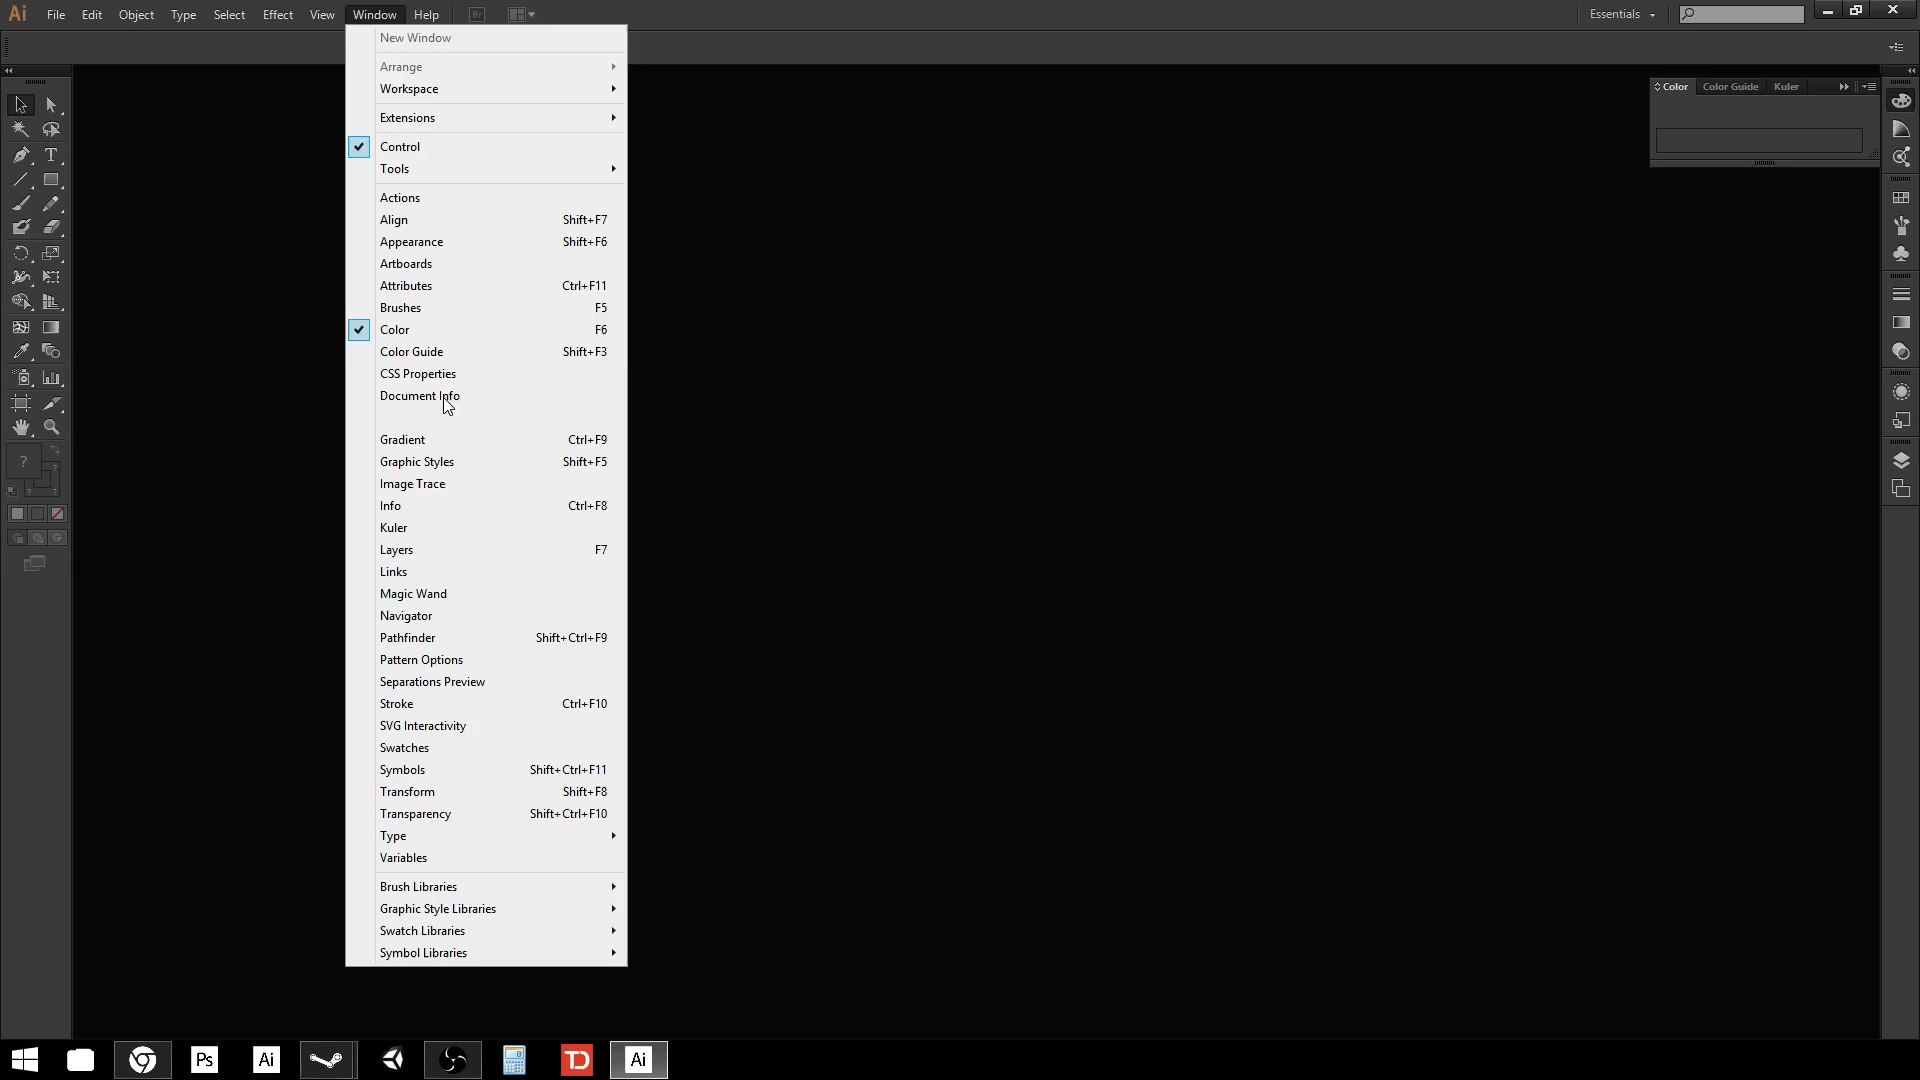 Ai File Edit Object Type Select Effect View Window Help Br Essentials
New Window
Arrange
Workspace
Extensions
Control
Tools
Actions
Align Shift+F7
Appearance Shift+F6
Artboards
Attributes Ctrl+F11
Brushes F5
Color F6
Color Guide Shift+F3
CSS Properties
Document Info
Gradient Ctrl+F9
Graphic Styles Shift+F5
Image Trace
Info Ctrl+F8
Kuler
Layers F7
Links
Magic Wand
Navigator
Pathfinder Shift+Ctrl+F9
Pattern Options
Separations Preview
Stroke Ctrl+F10
SVG Interactivity
Swatches
Symbols Shift+Ctrl+F11
Transform Shift+F8
Transparency Shift+Ctrl+F10
Type
Variables
Brush Libraries
Graphic Style Libraries
Swatch Libraries
Symbol Libraries
Color Color Guide Kuler
T
?
? ?
?
Ps Ai TD Ai